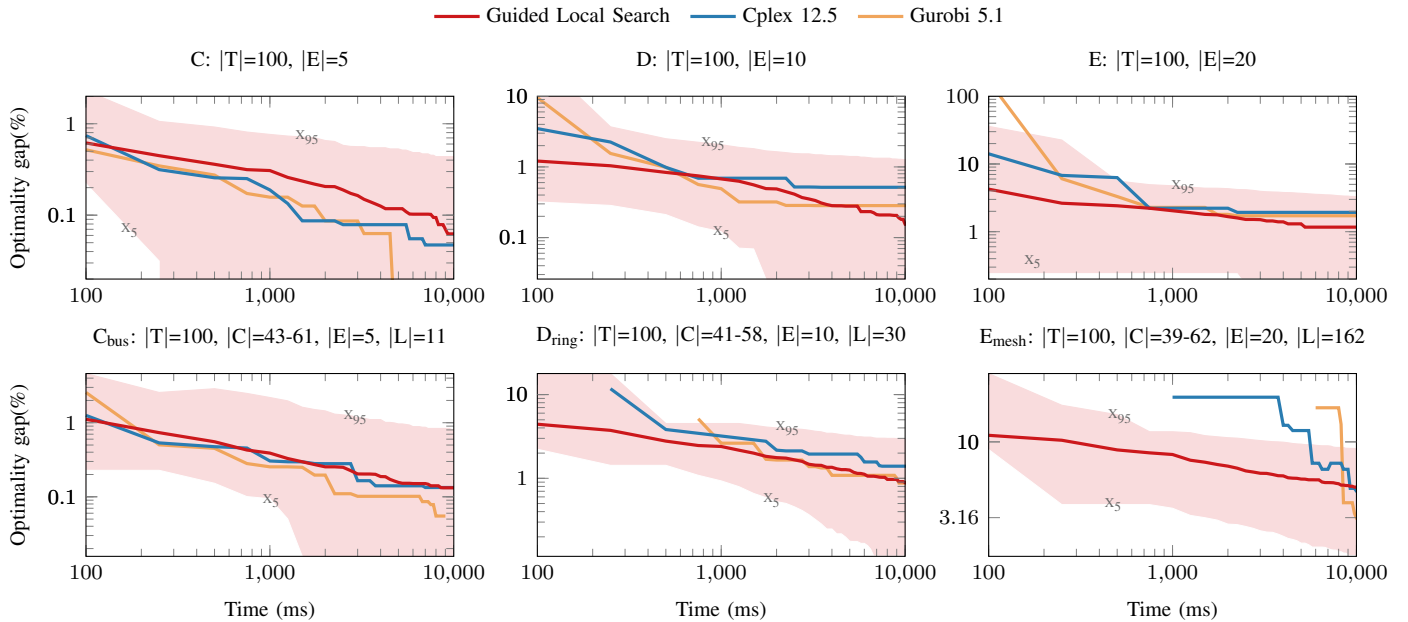 Guided Local Search Cplex 12.5 Gurobi 5.1
C: |T|=100, |E|=5
D: |T|=100, |E|=10
E: |T|=100, |E|=20
Optimality gap(%)
1
0.1
X95
X5
100 1,000 10,000
10
1
0.1
X95
X5
100 1,000 10,000
100
10
1
X95
X5
100 1,000 10,000
Cbus: |T|=100, |C|=43-61, |E|=5, |L|=11
Dring: |T|=100, |C|=41-58, |E|=10, |L|=30
Emesh: |T|=100, |C|=39-62, |E|=20, |L|=162
Optimality gap(%)
1
0.1
X95
X5
100 1,000 10,000
Time (ms)
10
1
X95
X5
100 1,000 10,000
Time (ms)
10
3.16
X95
X5
100 1,000 10,000
Time (ms)